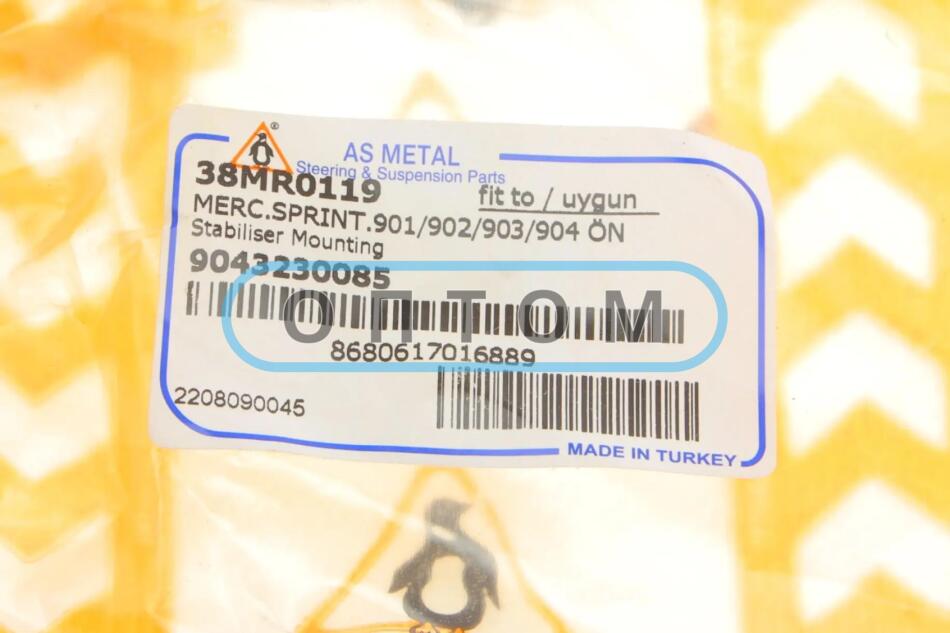 ®
AS METAL
Steering & Suspension Parts
38MR0119
fit to / uygun
MERC.SPRINT.901/902/903/904 ÖN
Stabiliser Mounting
9043230085
ОПТОМ
8680617016889
2208090045
MADE IN TURKEY